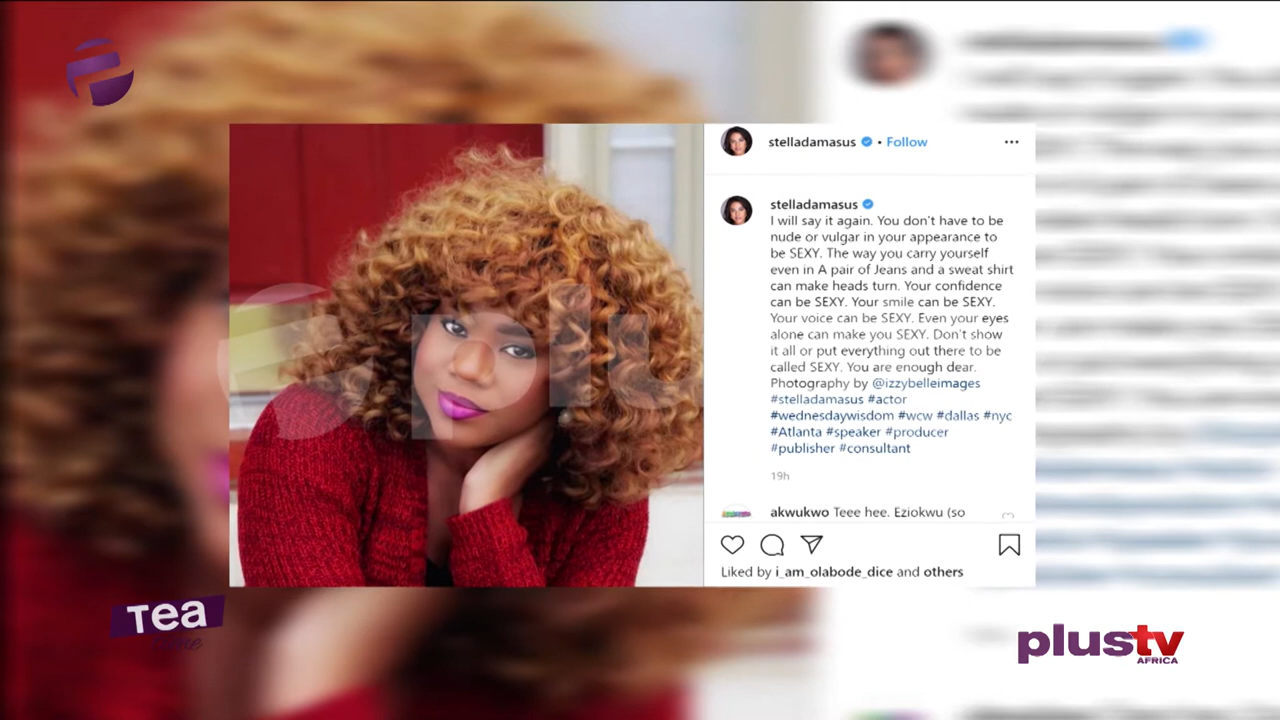 stelladamasus • Follow
stelladamasus
I will say it again. You don't have to be
nude or vulgar in your appearance to
be SEXY. The way you carry yourself
even in A pair of Jeans and a sweat shirt
can make heads turn. Your confidence
can be SEXY. Your smile can be SEXY.
Your voice can be SEXY. Even your eyes
alone can make you SEXY. Don't show
it all or put everything out there to be
called SEXY. You are enough dear.
Photography by @izzybelleimages
#stelladamasus #actor
#wednesdaywisdom #wcw #dallas #nyc
#Atlanta #speaker #producer
#publisher #consultant
19h
akwukwo Teee hee. Eziokwu (so
Liked by i_am_olabode_dice and others
plus
Tea
plustv
AFRICA